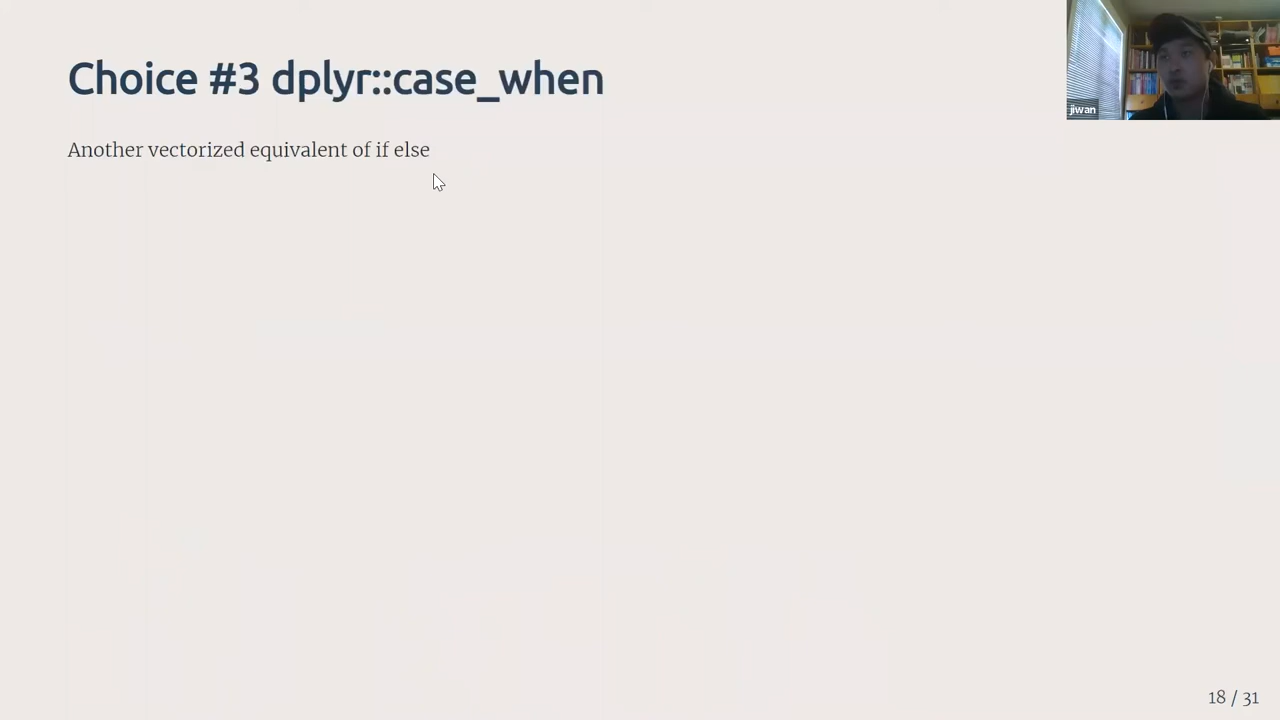 Choice #3 dplyr::case_when
jiwan
Another vectorized equivalent of if else
18 / 31